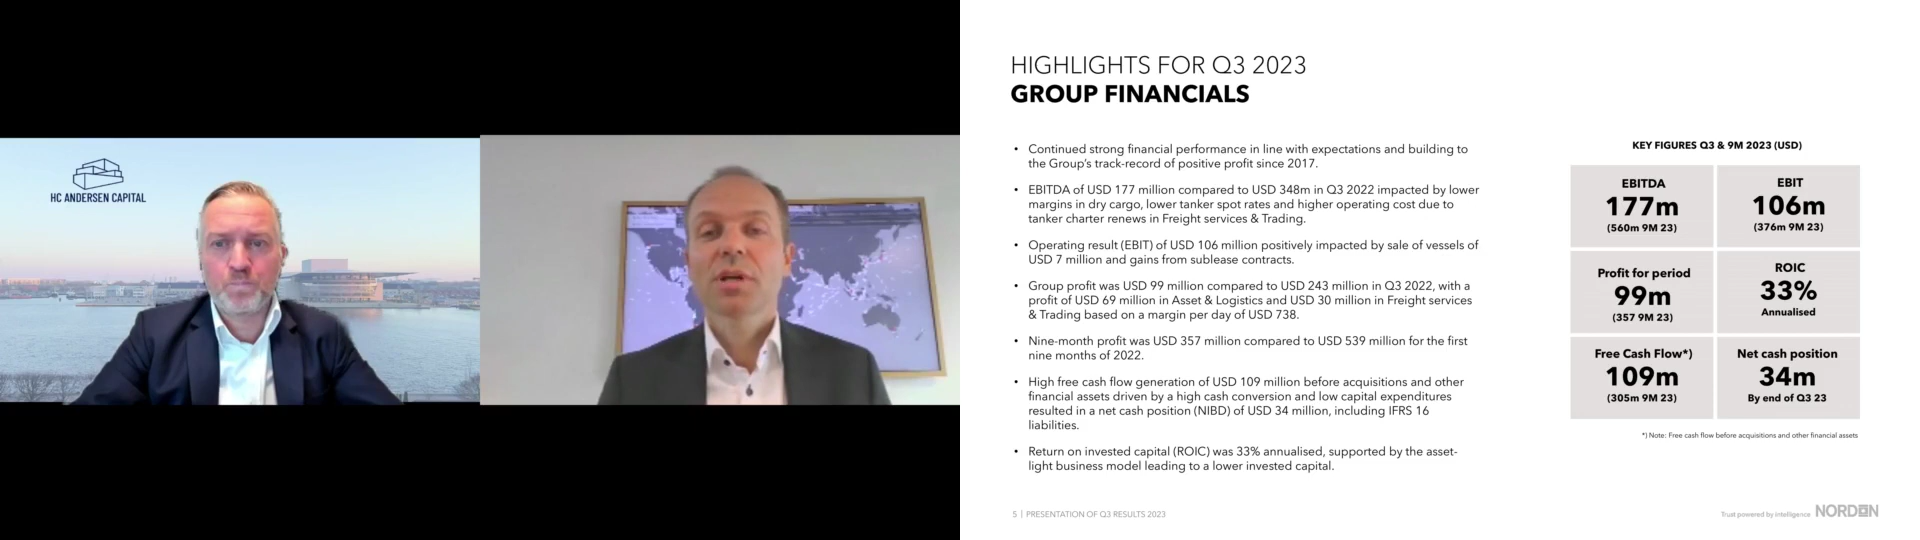 HC ANDERSEN CAPITAL
HIGHLIGHTS FOR Q3 2023
GROUP FINANCIALS
• Continued strong financial performance in line with expectations and building to
the Group's track-record of positive profit since 2017.
• EBITDA of USD 177 million compared to USD 348m in Q3 2022 impacted by lower
margins in dry cargo, lower tanker spot rates and higher operating cost due to
tanker charter renews in Freight services & Trading.
• Operating result (EBIT) of USD 106 million positively impacted by sale of vessels of
USD 7 million and gains from sublease contracts.
• Group profit was USD 99 million compared to USD 243 million in Q3 2022, with a
profit of USD 69 million in Asset & Logistics and USD 30 million in Freight services
& Trading based on a margin per day of USD 738.
• Nine-month profit was USD 357 million compared to USD 539 million for the first
nine months of 2022.
• High free cash flow generation of USD 109 million before acquisitions and other
financial assets driven by a high cash conversion and low capital expenditures
resulted in a net cash position (NIBD) of USD 34 million, including IFRS 16
liabilities.
• Return on invested capital (ROIC) was 33% annualised, supported by the asset-
light business model leading to a lower invested capital.
KEY FIGURES Q3 & 9M 2023 (USD)
EBITDA
177m
(560m 9M 23)
EBIT
106m
(376m 9M 23)
Profit for period
99m
(357 9M 23)
ROIC
33%
Annualised
Free Cash Flow*)
109m
(305m 9M 23)
Net cash position
34m
By end of Q3 23
*) Note: Free cash flow before acquisitions and other financial assets
5 | PRESENTATION OF Q3 RESULTS 2023
Trust powered by intelligence NORDEN